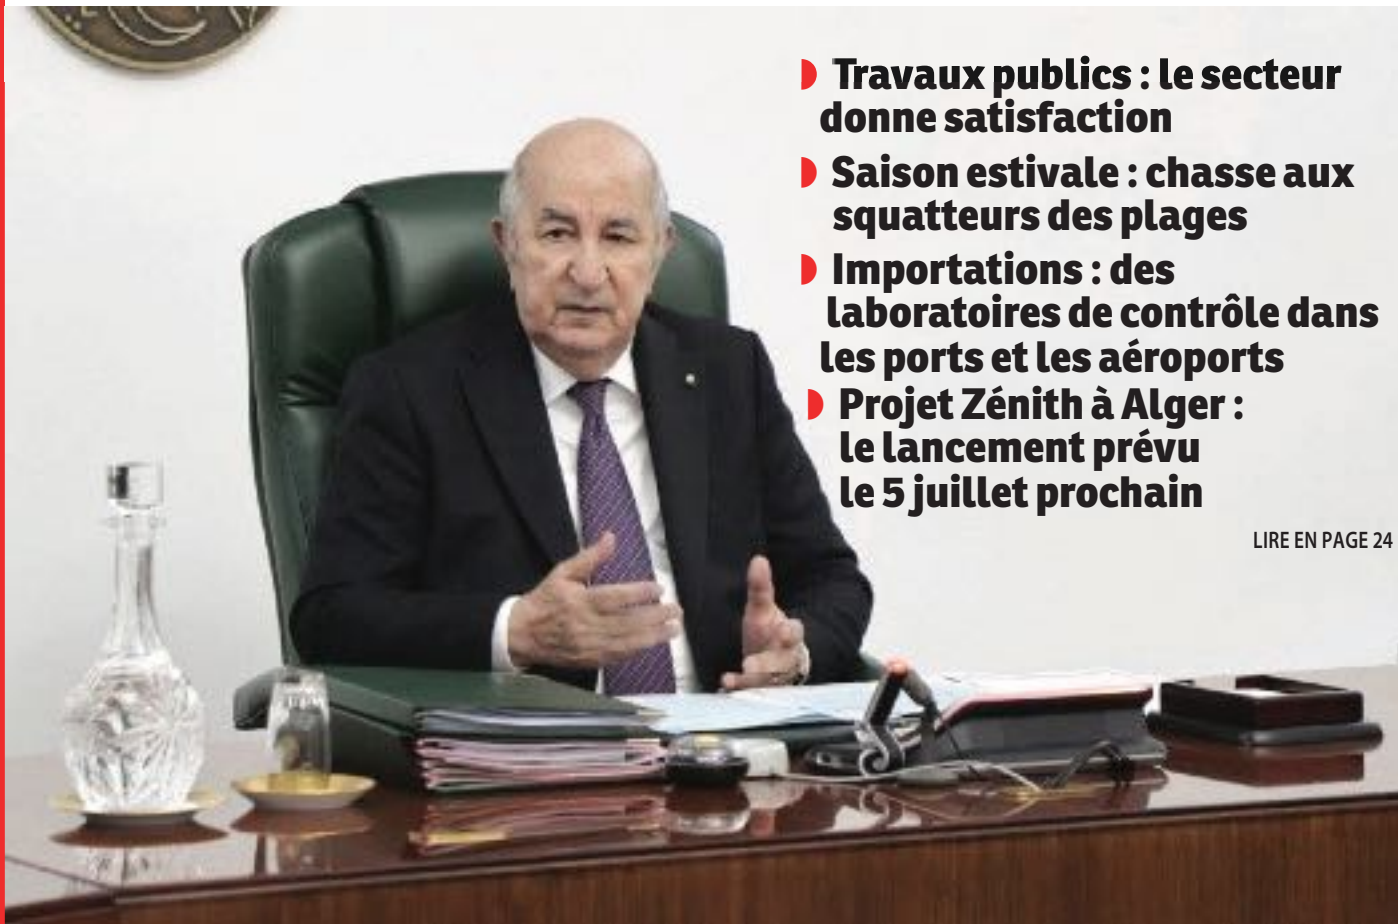 Travaux publics : le secteur
donne satisfaction
Saison estivale : chasse aux
squatteurs des plages
Importations : des
laboratoires de contrôle dans
les ports et les aéroports
Projet Zénith à Alger :
le lancement prévu
le 5 juillet prochain
LIRE EN PAGE 24